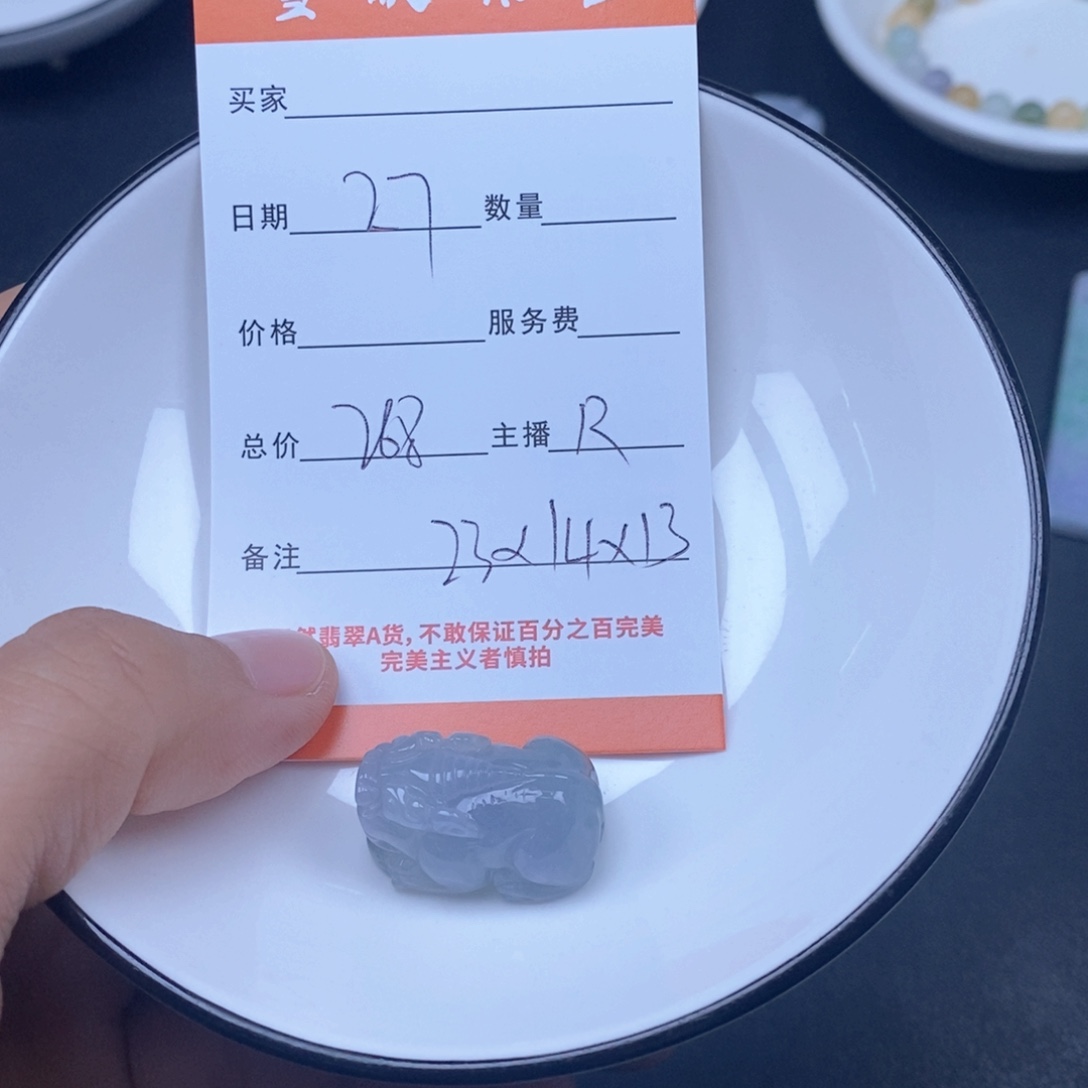 买家
日期 27 数量
价格 服务费
总价 268 主播 R
备注 23x14x13
然翡翠A货，不敢保证百分之百完美
完美主义者慎拍